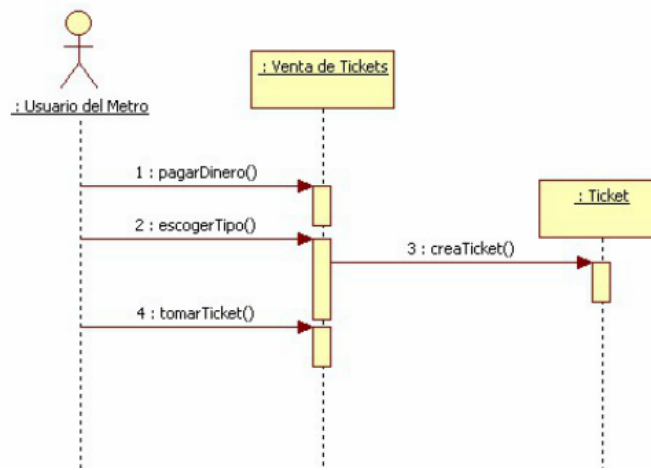 : Venta de Tickets
: Usuario del Metro
1 : pagarDinero()
: Ticket
2 : escogerTipo()
3 : creaTicket()
4 : tomarTicket()